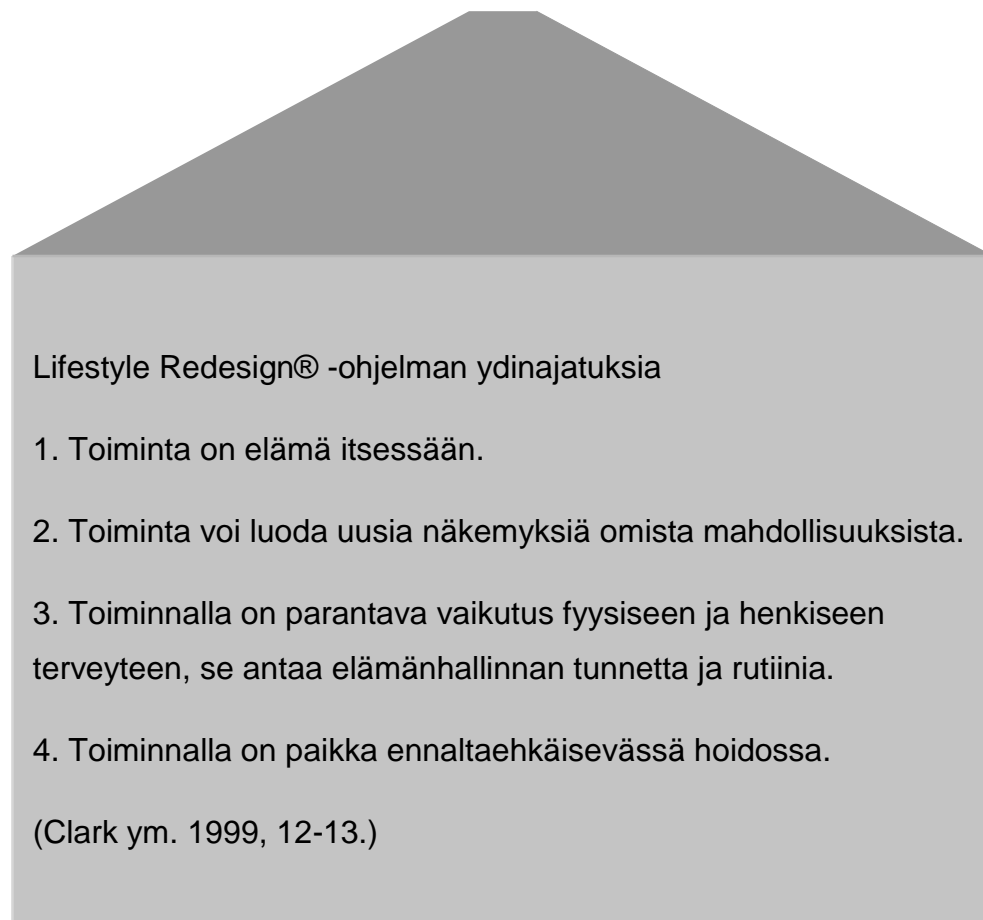 Lifestyle Redesign® -ohjelman ydinajatuksia
1. Toiminta on elämä itsessään.
2. Toiminta voi luoda uusia näkemyksiä omista mahdollisuuksista.
3. Toiminnalla on parantava vaikutus fyysiseen ja henkiseen
terveyteen, se antaa elämänhallinnan tunnetta ja rutiinia.
4. Toiminnalla on paikka ennaltaehkäisevässä hoidossa.
(Clark ym. 1999, 12-13.)